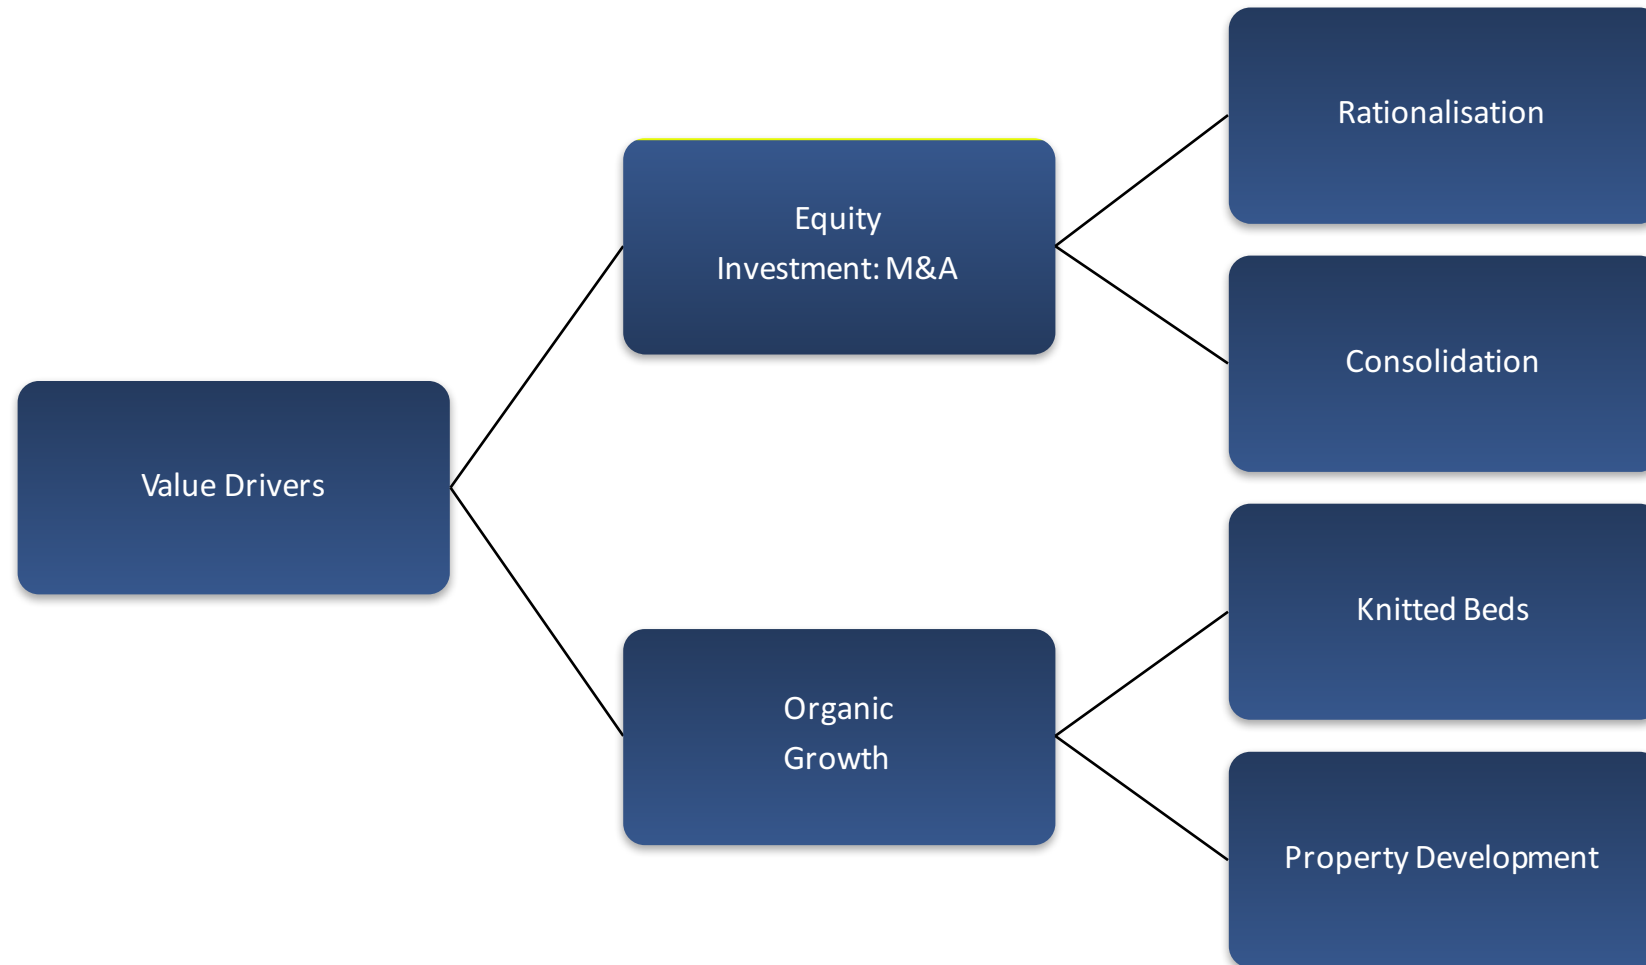 Value Drivers
Equity
Investment: M&A
Rationalisation
Consolidation
Organic
Growth
Knitted Beds
Property Development